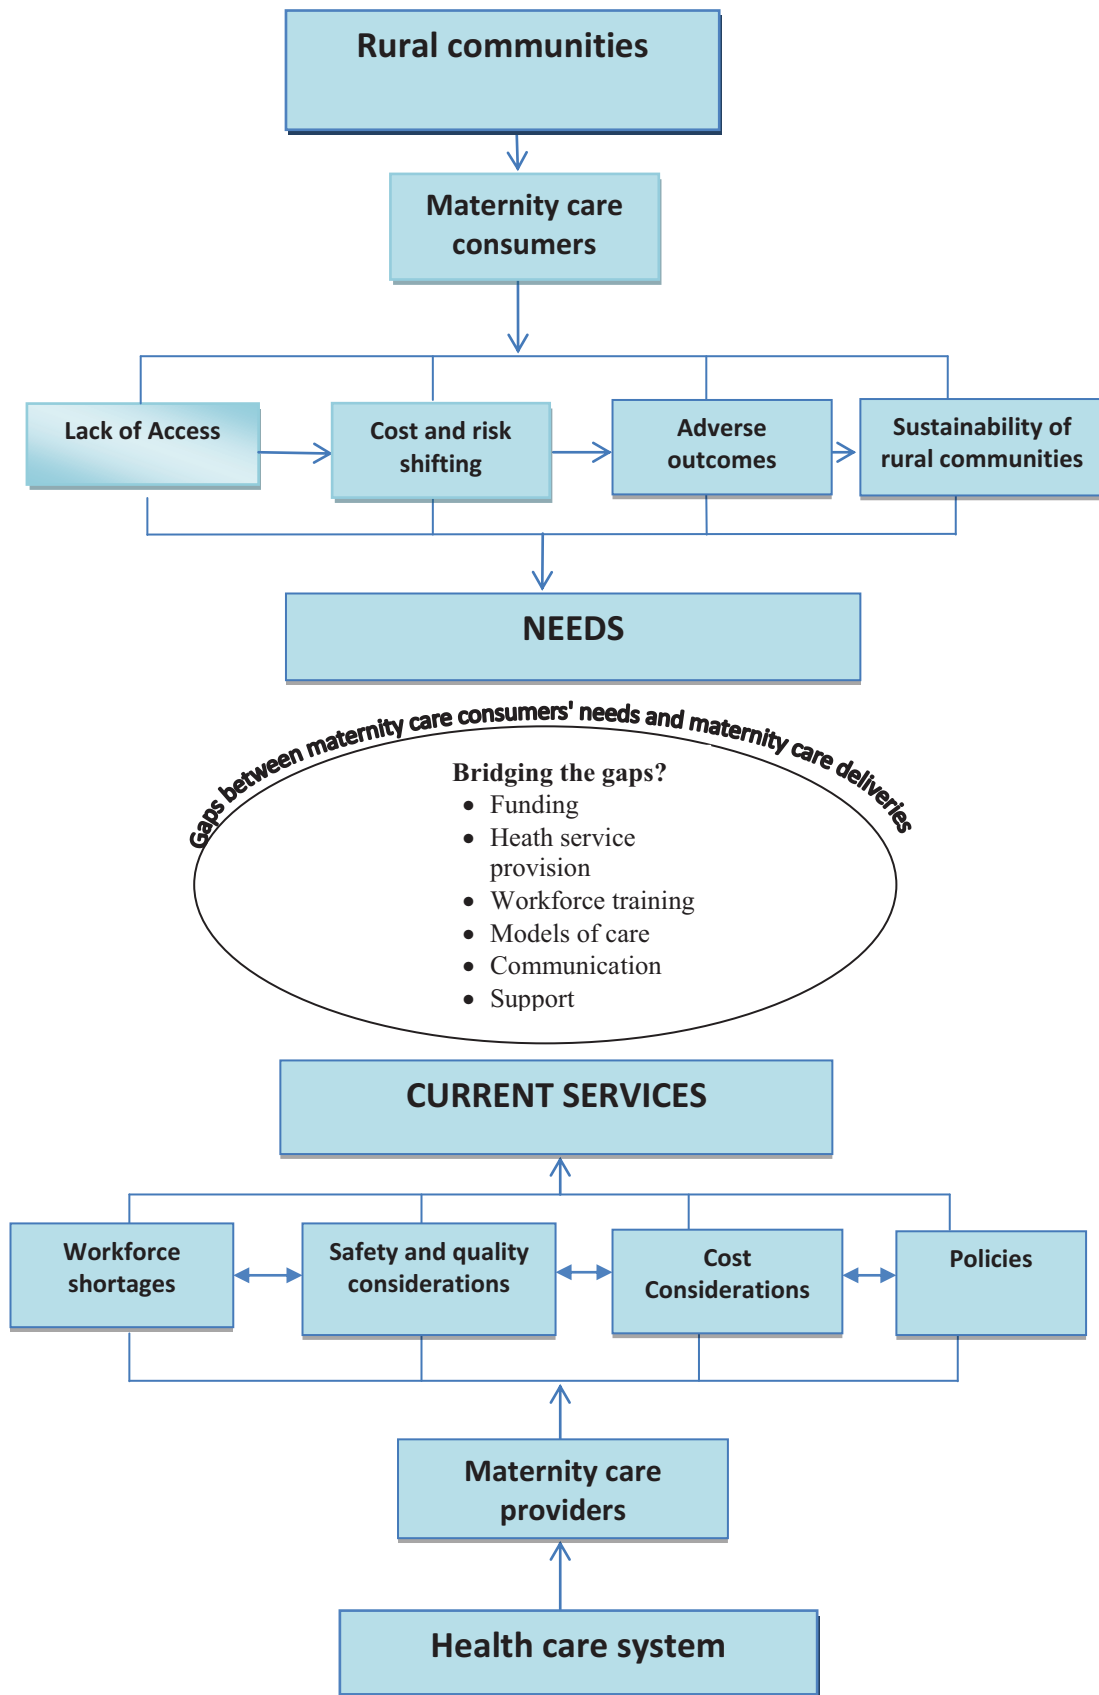 Rural communities
Maternity care
consumers
Lack of Access
Cost and risk
shifting
Adverse
outcomes
Sustainability of
rural communities
NEEDS
Gaps between maternity care consumers' needs and maternity care deliveries
Bridging the gaps?
• Funding
• Heath service
provision
• Workforce training
• Models of care
• Communication
• Support
CURRENT SERVICES
Workforce
shortages
Safety and quality
considerations
Cost
Considerations
Policies
Maternity care
providers
Health care system